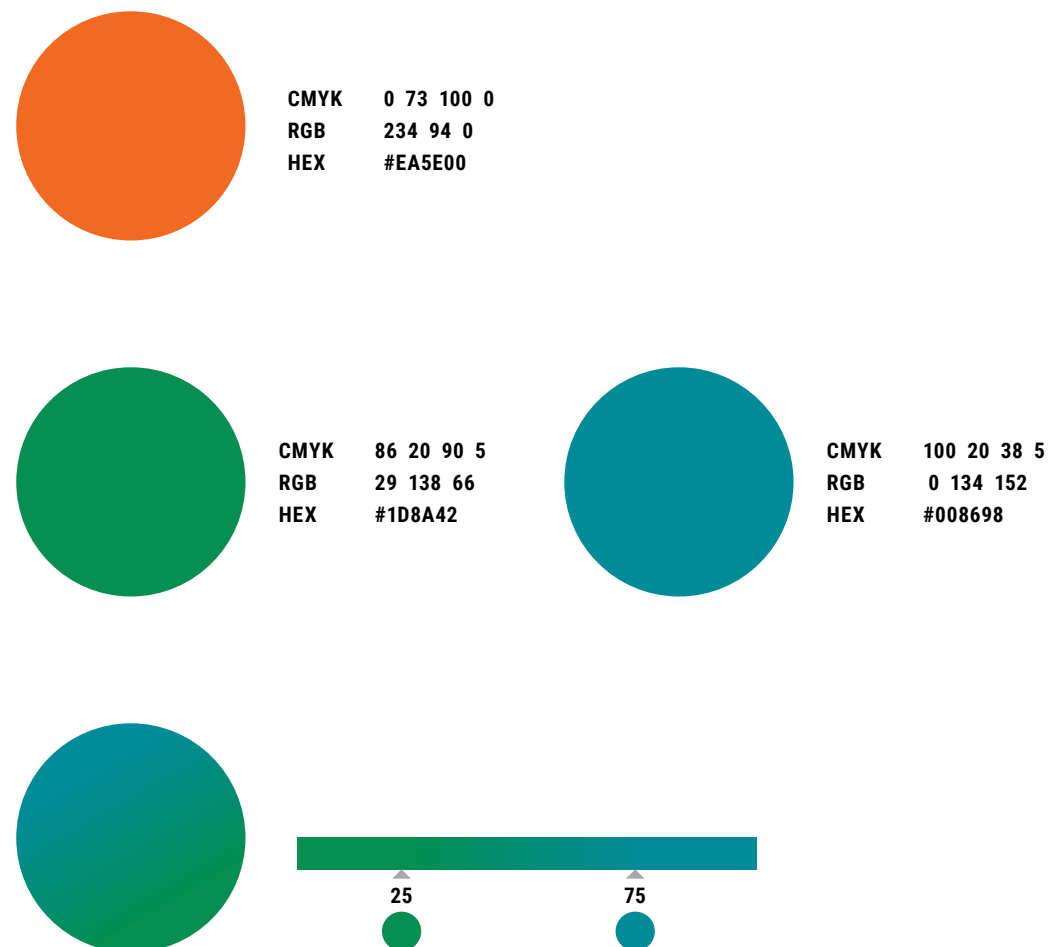 CMYK 0 73 100 0
RGB 234 94 0
HEX #EA5E00
CMYK 86 20 90 5
RGB 29 138 66
HEX #1D8A42
CMYK 100 20 38 5
RGB 0 134 152
HEX #008698
25 75